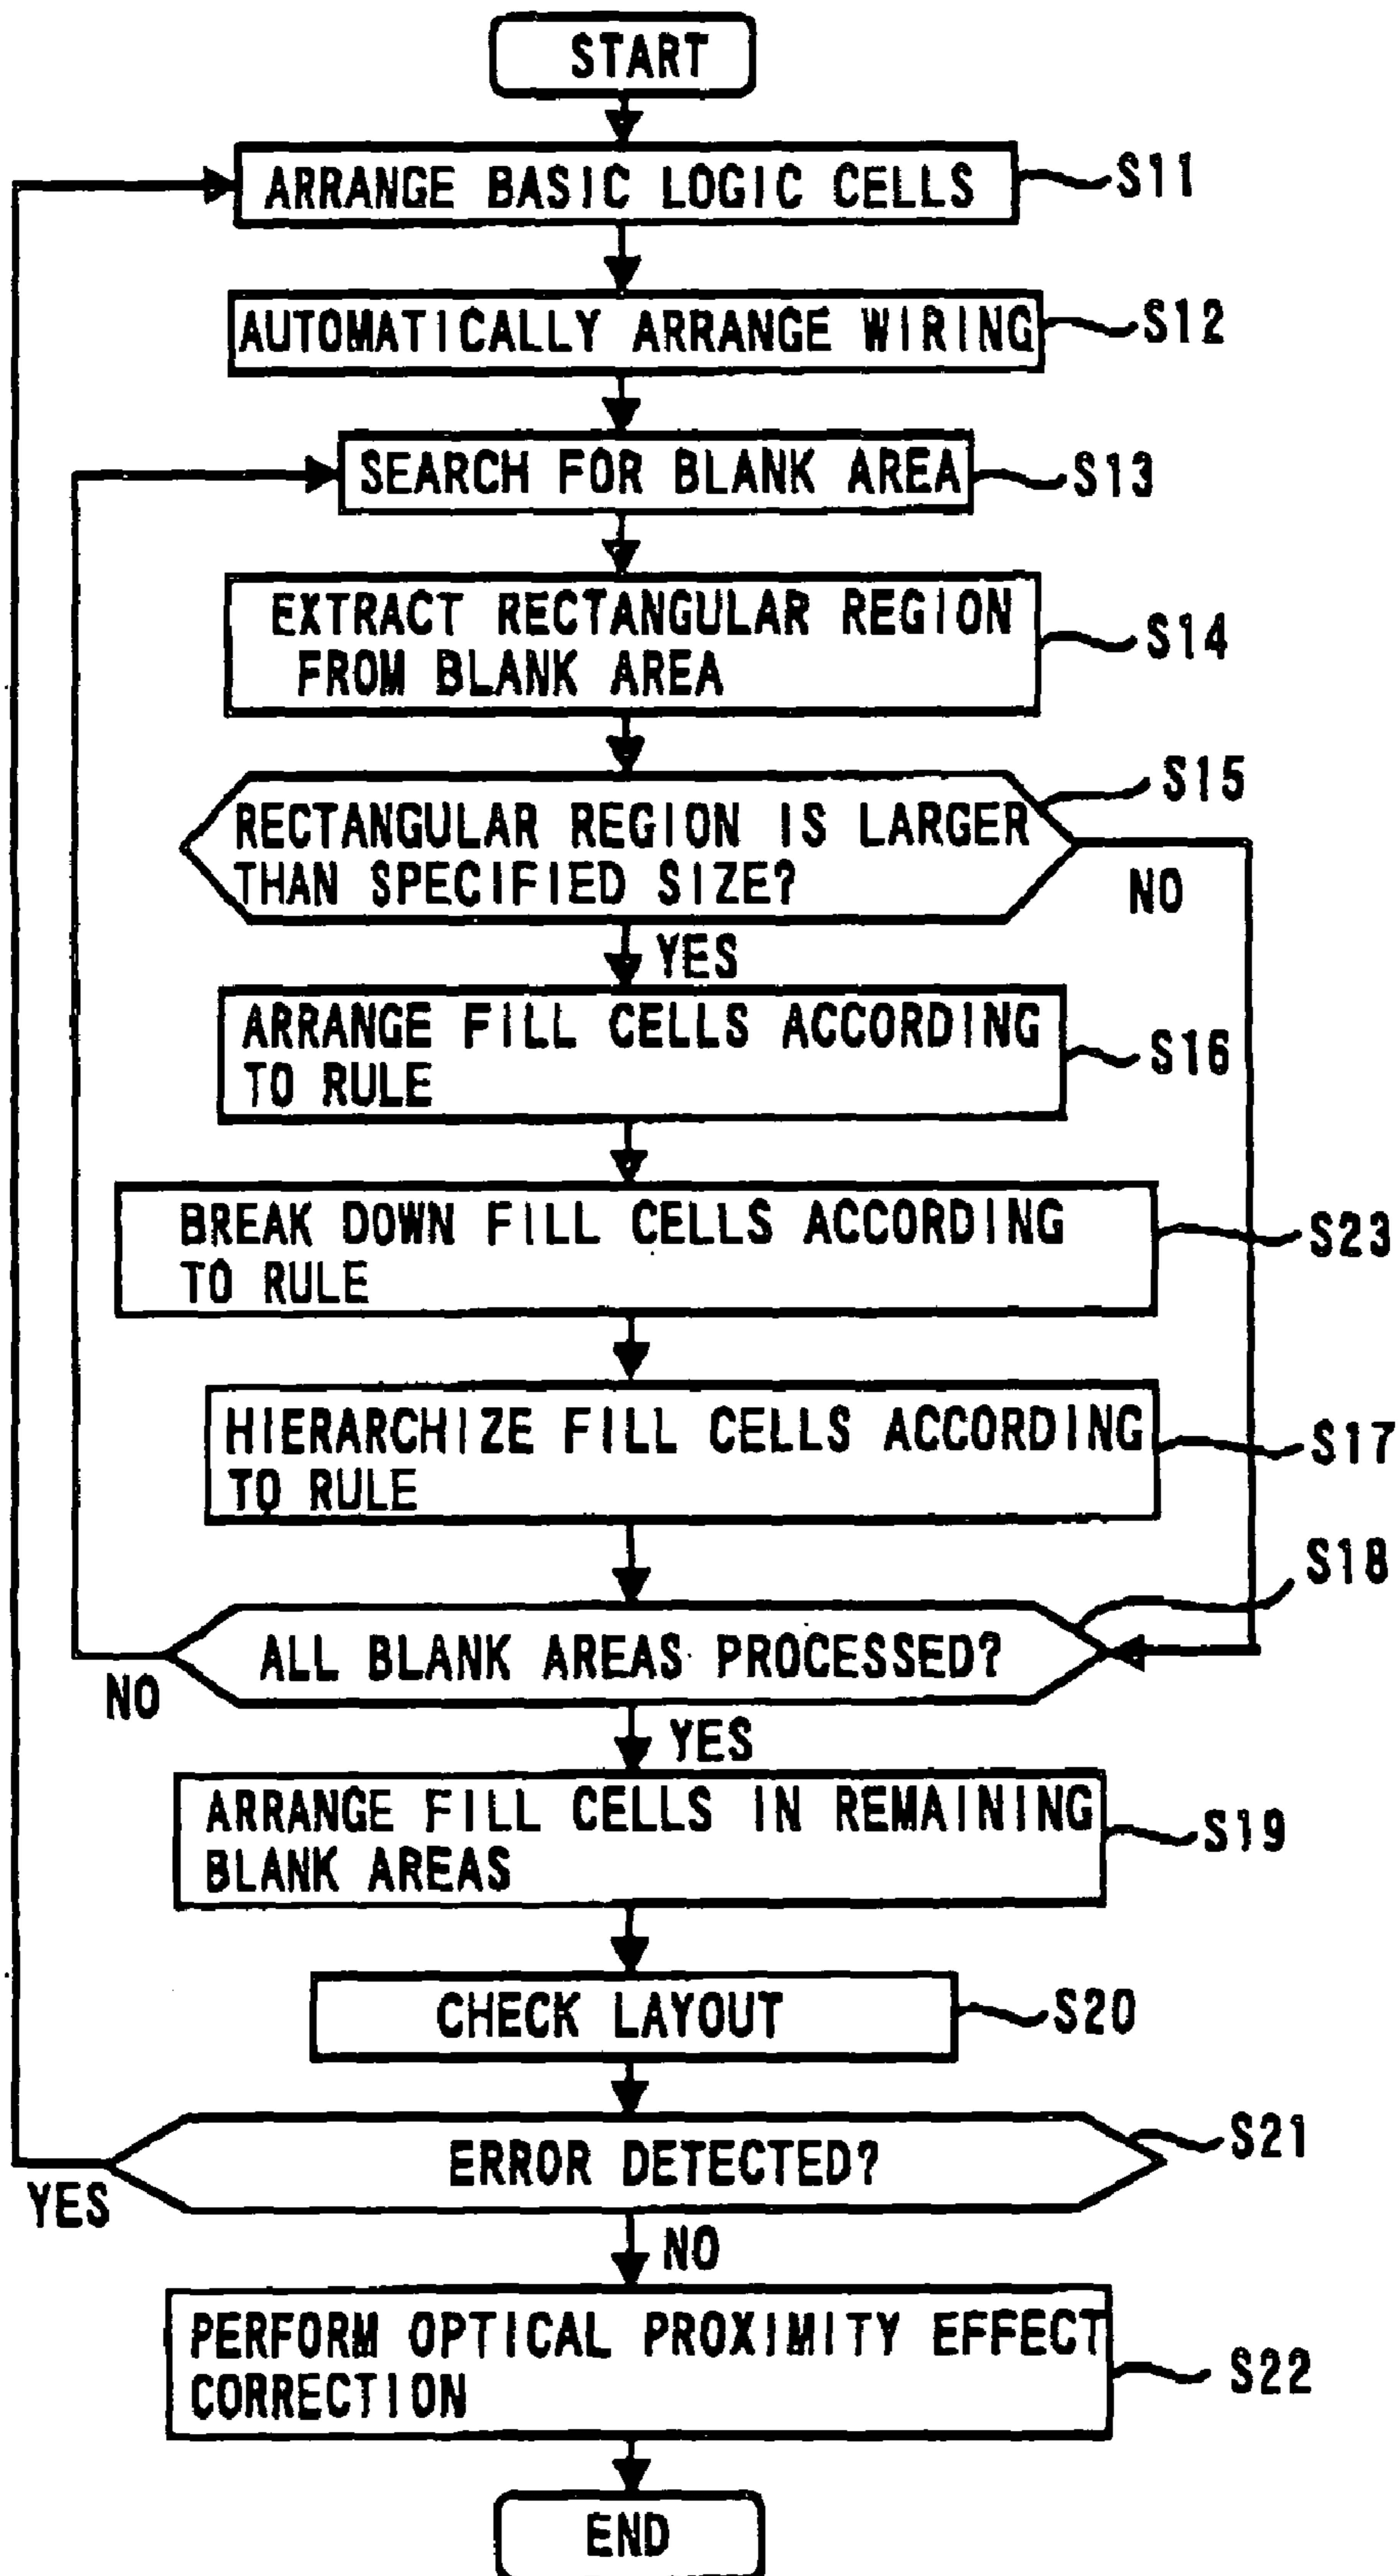 START
ARRANGE BASIC LOGIC CELLS
S11
AUTOMATICALLY ARRANGE WIRING
S12
SEARCH FOR BLANK AREA
S13
EXTRACT RECTANGULAR REGION
FROM BLANK AREA
S14
RECTANGULAR REGION IS LARGER
THAN SPECIFIED SIZE?
S15
NO
YES
ARRANGE FILL CELLS ACCORDING
TO RULE
S16
BREAK DOWN FILL CELLS ACCORDING
TO RULE
S23
HIERARCHIZE FILL CELLS ACCORDING
TO RULE
S17
ALL BLANK AREAS PROCESSED?
S18
NO
YES
ARRANGE FILL CELLS IN REMAINING
BLANK AREAS
S19
CHECK LAYOUT
S20
ERROR DETECTED?
S21
YES
NO
PERFORM OPTICAL PROXIMITY EFFECT
CORRECTION
S22
END